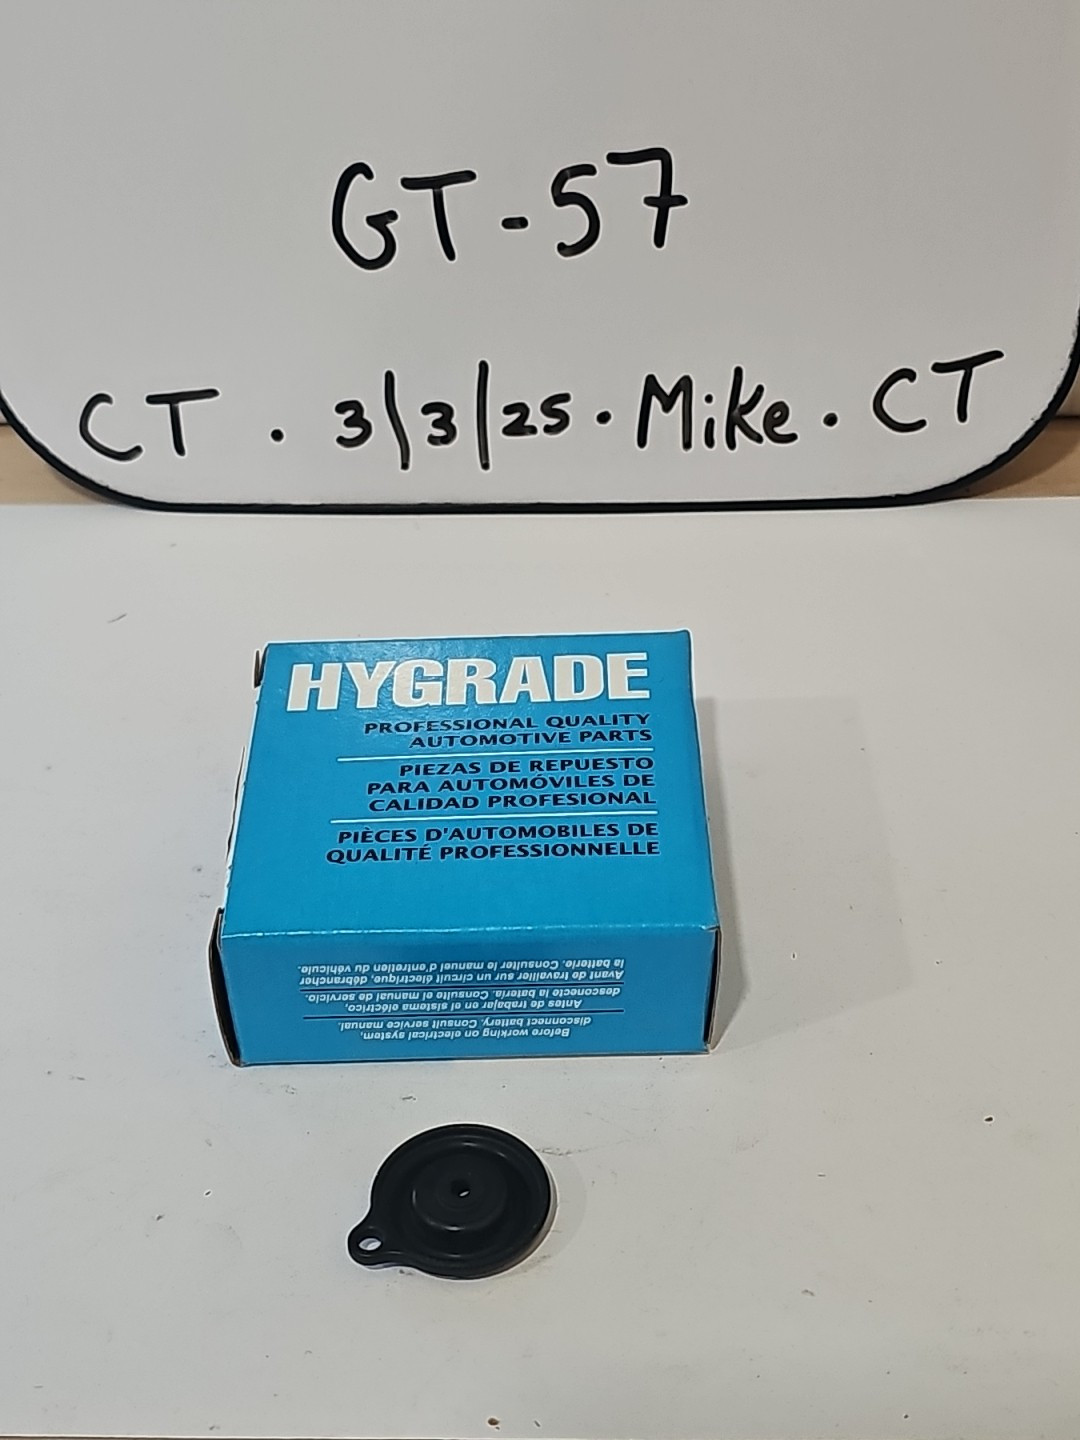 GT-57
CT . 3/3/25 . Mike . CT
HYGRADE
PROFESSIONAL QUALITY
AUTOMOTIVE PARTS
PIEZAS DE REPUESTO
PARA AUTOMÓVILES DE
CALIDAD PROFESIONAL
PIÈCES D'AUTOMOBILES DE
QUALITÉ PROFESSIONNELLE
Before working on electrical system,
disconnect battery. Consult service manual.
Antes de trabajar en el sistema eléctrico,
desconecte la batería. Consulte el manual de servicio.
Avant de travailler sur un circuit électrique, débrancher
la batterie. Consulter le manuel d'entretien du véhicule.